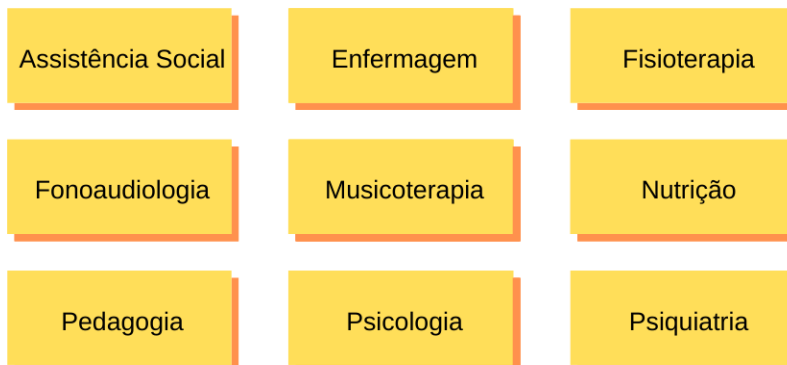 Assistência Social
Enfermagem
Fisioterapia
Fonoaudiologia
Musicoterapia
Nutrição
Pedagogia
Psicologia
Psiquiatria